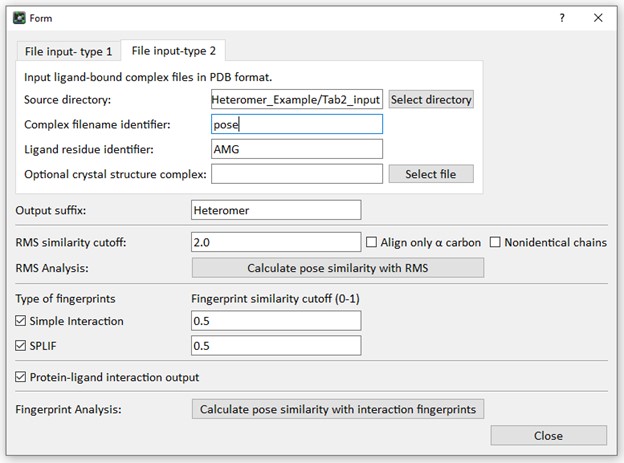 Form
File input- type 1
File input-type 2
Input ligand-bound complex files in PDB format.
Source directory: Heteromer_Example/Tab2_input Select directory
Complex filename identifier: pose
Ligand residue identifier: AMG
Optional crystal structure complex: Select file
Output suffix: Heteromer
RMS similarity cutoff: 2.0 Align only α carbon Nonidentical chains
RMS Analysis: Calculate pose similarity with RMS
Type of fingerprints Fingerprint similarity cutoff (0-1)
Simple Interaction 0.5
SPLIF 0.5
Protein-ligand interaction output
Fingerprint Analysis: Calculate pose similarity with interaction fingerprints
Close